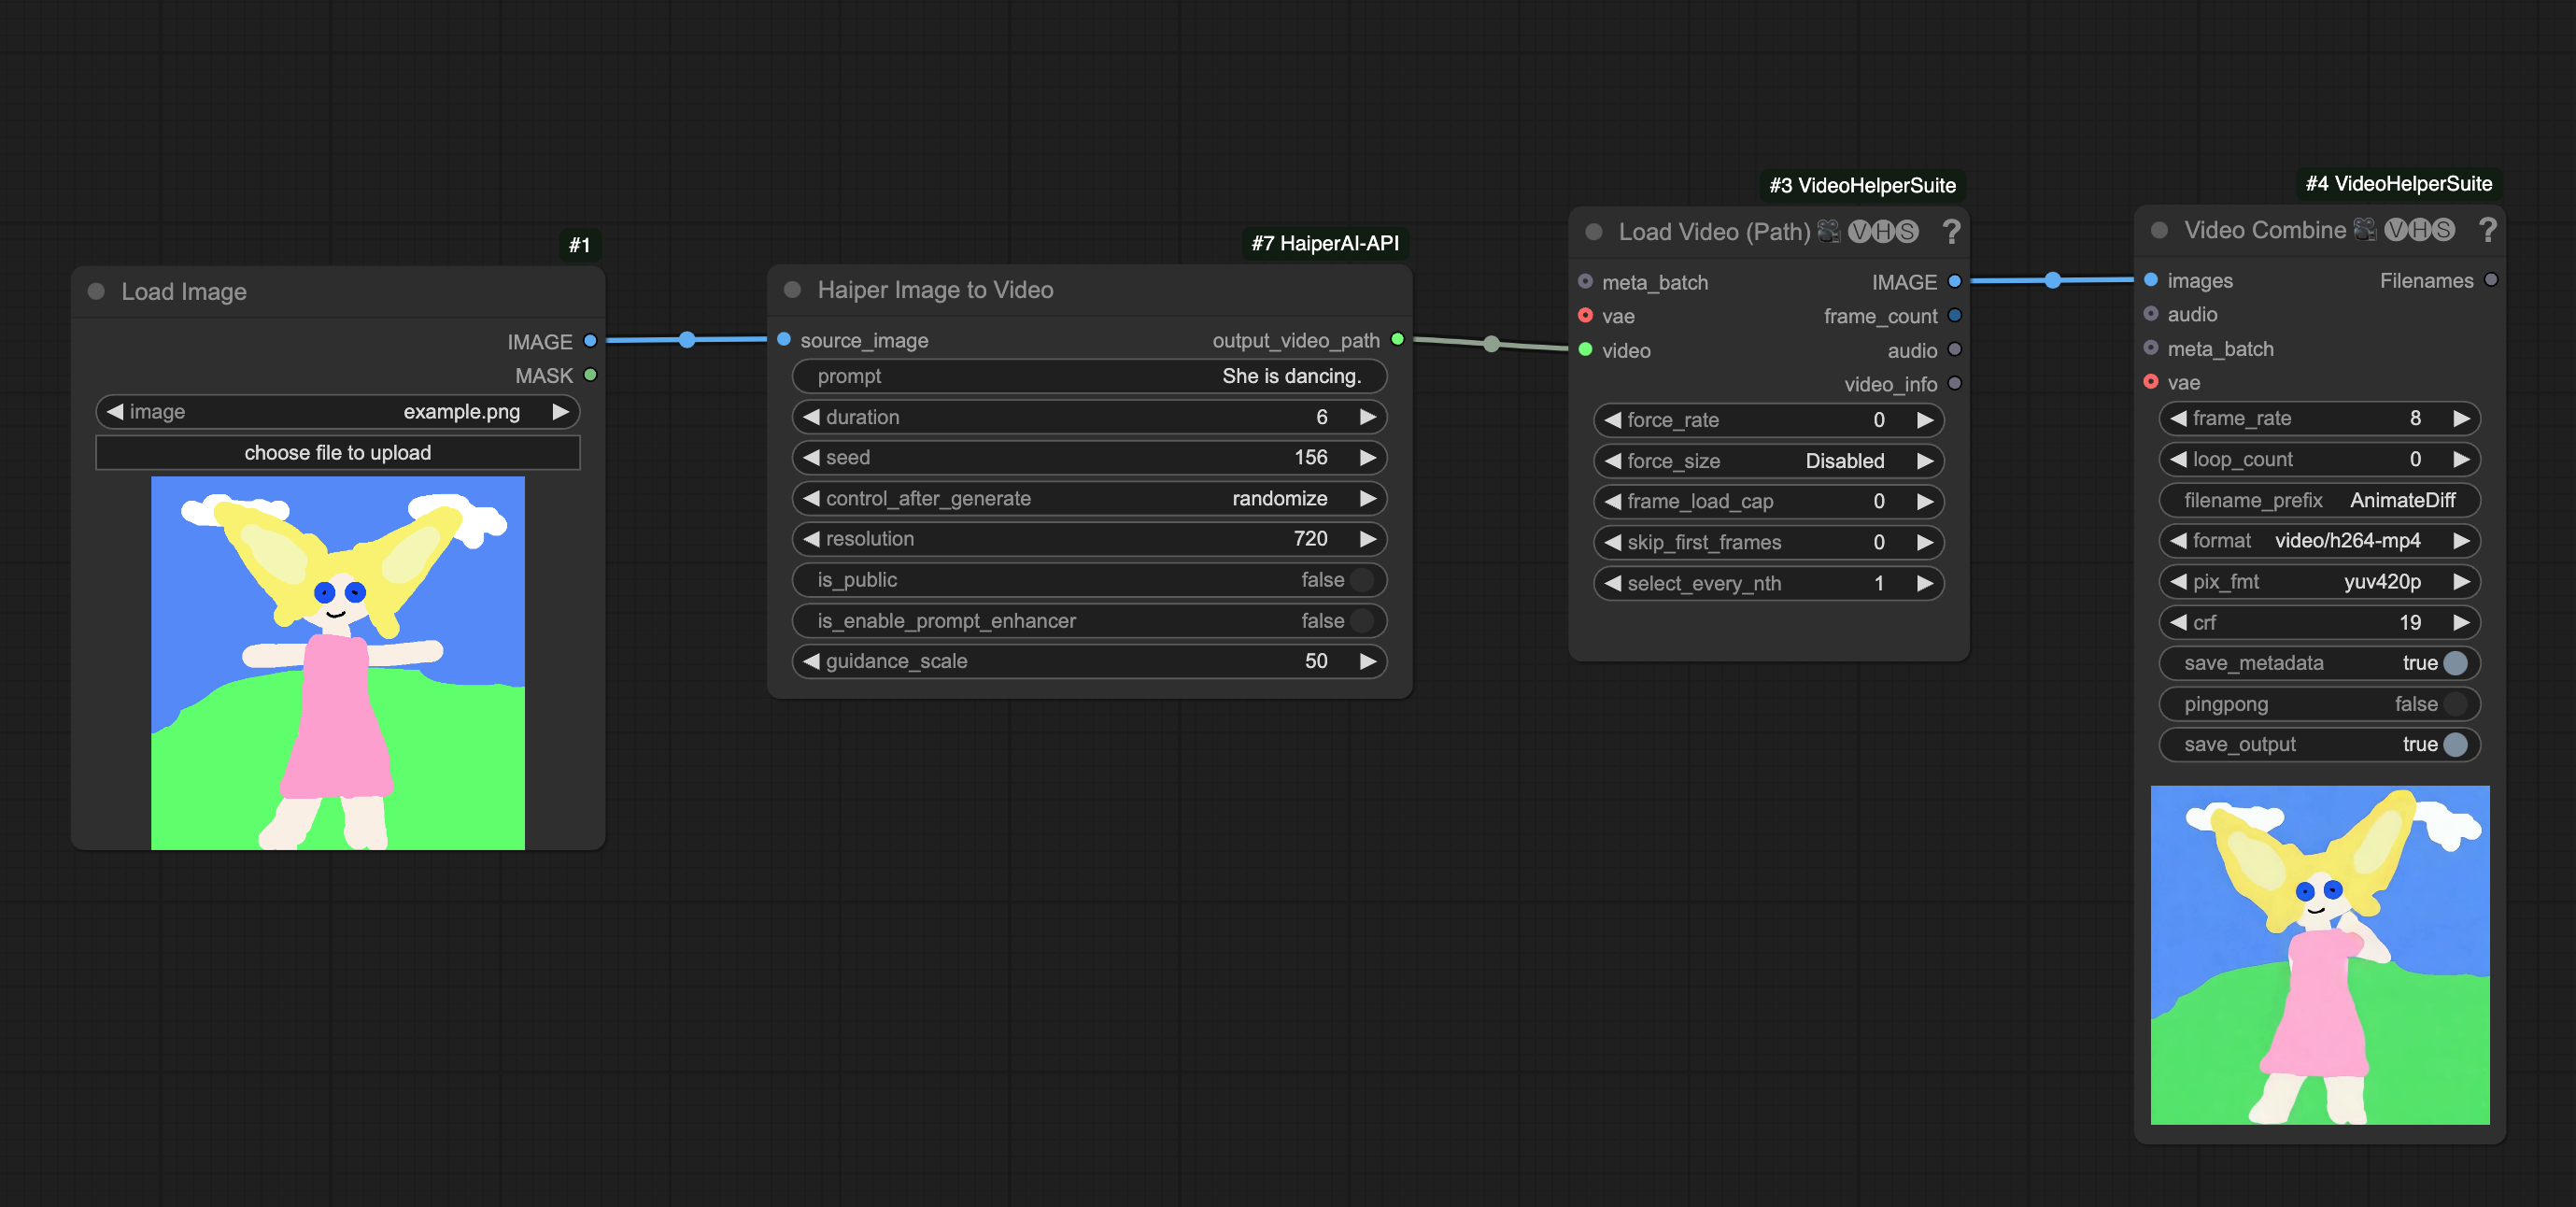 #1
Load Image
IMAGE
MASK
image example.png
choose file to upload
#7 HaiperAI-API
Haiper Image to Video
source_image output_video_path
prompt She is dancing.
duration 6
seed 156
control_after_generate randomize
resolution 720
is_public false
is_enable_prompt_enhancer false
guidance_scale 50
#3 VideoHelperSuite
Load Video (Path) VHS ?
meta_batch IMAGE
vae frame_count
video audio
video_info
force_rate 0
force_size Disabled
frame_load_cap 0
skip_first_frames 0
select_every_nth 1
#4 VideoHelperSuite
Video Combine VHS ?
images Filenames
audio
meta_batch
vae
frame_rate 8
loop_count 0
filename_prefix AnimateDiff
format video/h264-mp4
pix_fmt yuv420p
crf 19
save_metadata true
pingpong false
save_output true